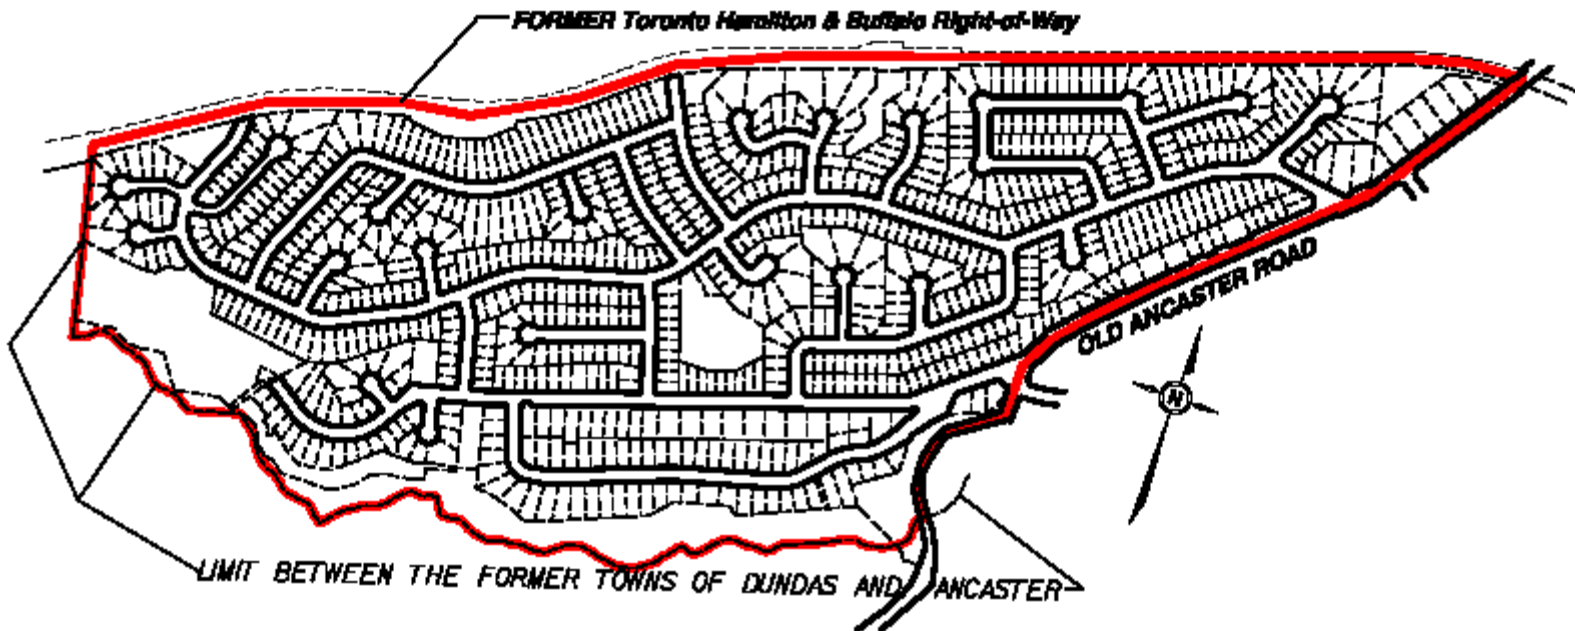 FORMER Toronto Hamilton & Buffalo Right-of-Way
OLD ANCASTER ROAD
N
LIMIT BETWEEN THE FORMER TOWNS OF DUNDAS AND ANCASTER